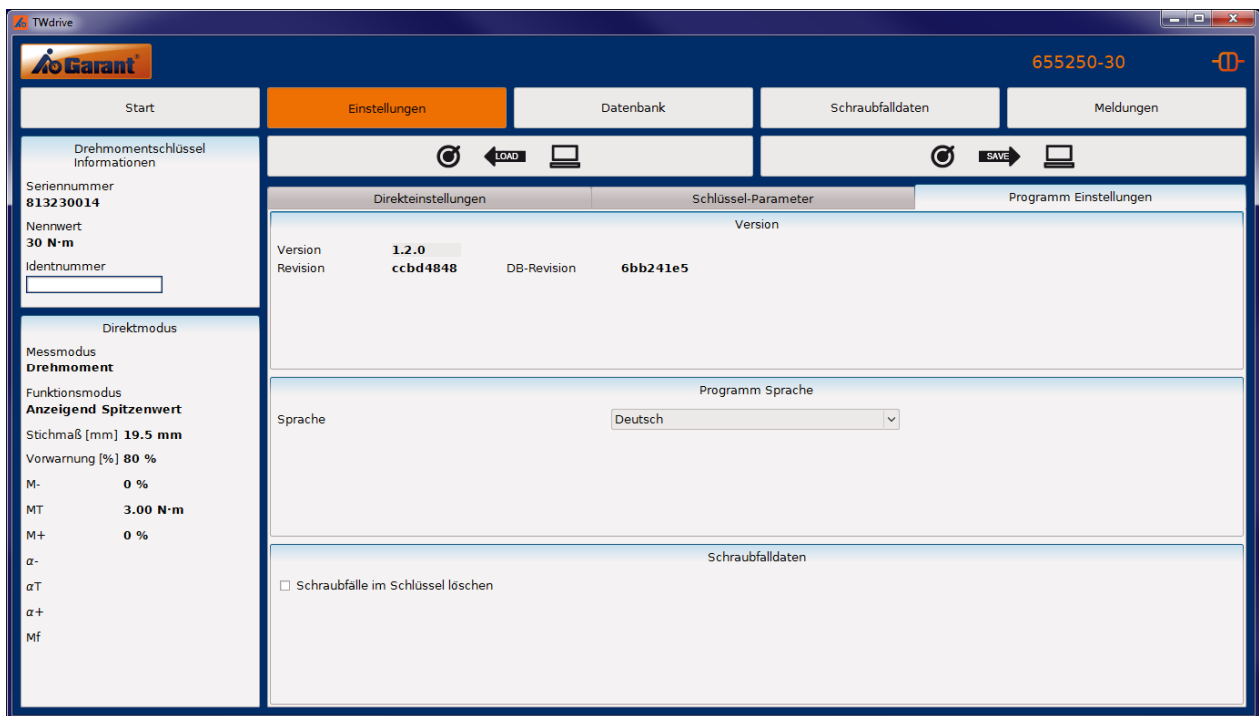 TWdrive
Garant
655250-30
Start
Einstellungen
Datenbank
Schraubfalldaten
Meldungen
Drehmomentschlüssel
Informationen
Seriennummer
813230014
Nennwert
30 N·m
Identnummer
LOAD
SAVE
Direkteinstellungen
Schlüssel-Parameter
Programm Einstellungen
Version
Version 1.2.0
Revision ccbd4848 DB-Revision 6bb241e5
Direktmodus
Messmodus
Drehmoment
Funktionsmodus
Anzeigend Spitzenwert
Stichmaß [mm] 19.5 mm
Vorwarnung [%] 80 %
M- 0 %
MT 3.00 N·m
M+ 0 %
α-
αT
α+
Mf
Programm Sprache
Sprache Deutsch
Schraubfalldaten
Schraubfälle im Schlüssel löschen